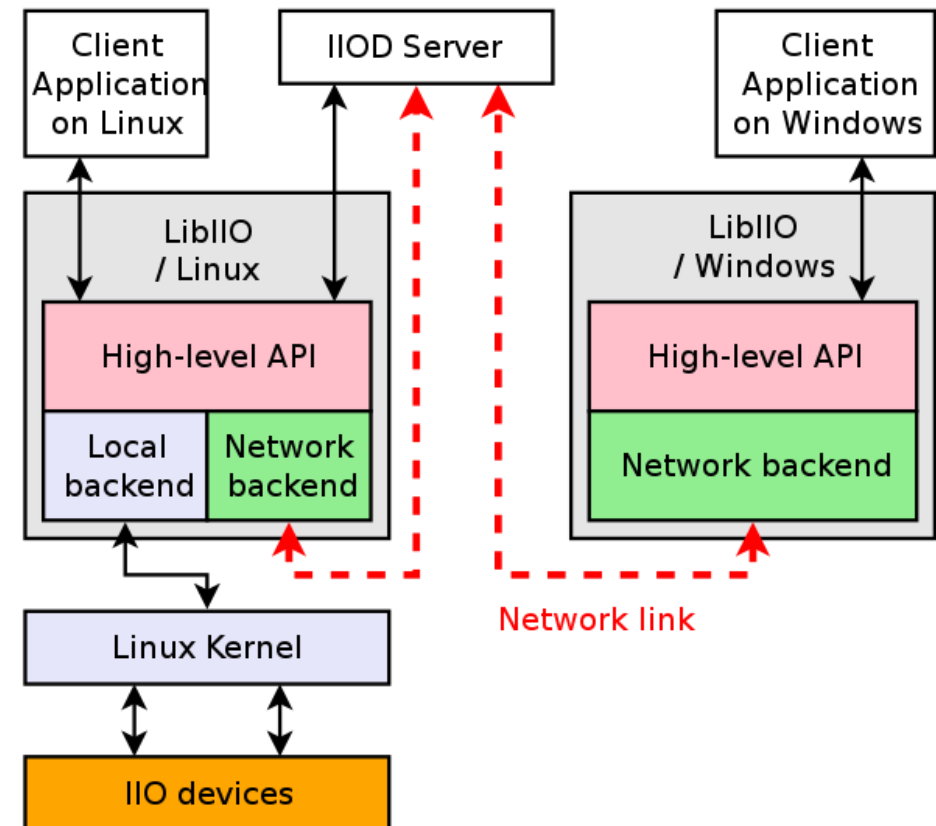 Client
Application
on Linux
IIOD Server
Client
Application
on Windows
LibIIO
/ Linux
LibIIO
/ Windows
High-level API
High-level API
Local
backend
Network
backend
Network backend
Network link
Linux Kernel
IIO devices